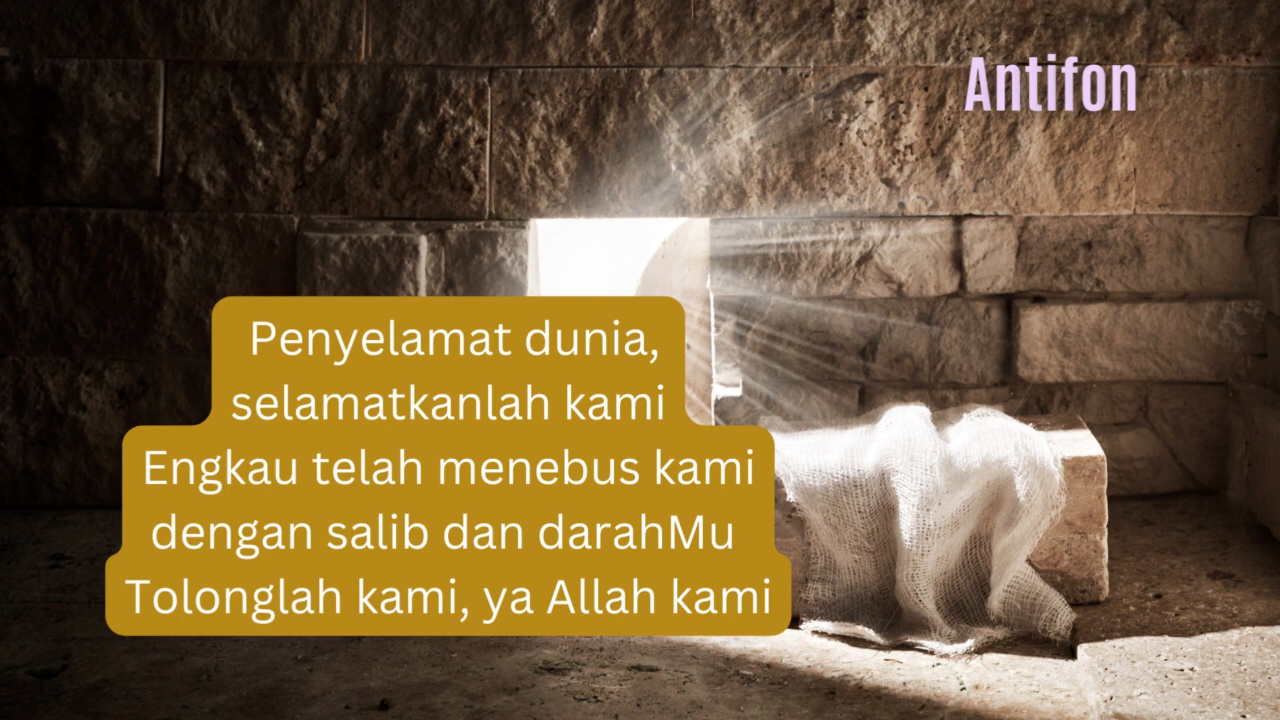 Antifon
Penyelamat dunia,
selamatkanlah kami
Engkau telah menebus kami
dengan salib dan darahMu
Tolonglah kami, ya Allah kami